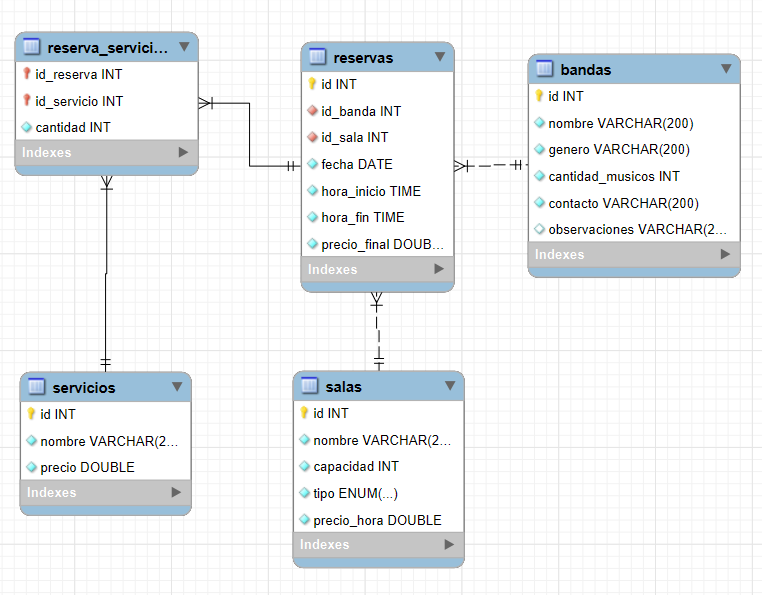 reserva_servici...
id_reserva INT
id_servicio INT
cantidad INT
Indexes
reservas
id INT
id_banda INT
id_sala INT
fecha DATE
hora_inicio TIME
hora_fin TIME
precio_final DOUB...
Indexes
bandas
id INT
nombre VARCHAR(200)
genero VARCHAR(200)
cantidad_musicos INT
contacto VARCHAR(200)
observaciones VARCHAR(2...
Indexes
servicios
id INT
nombre VARCHAR(2...
precio DOUBLE
Indexes
salas
id INT
nombre VARCHAR(2...
capacidad INT
tipo ENUM(...)
precio_hora DOUBLE
Indexes